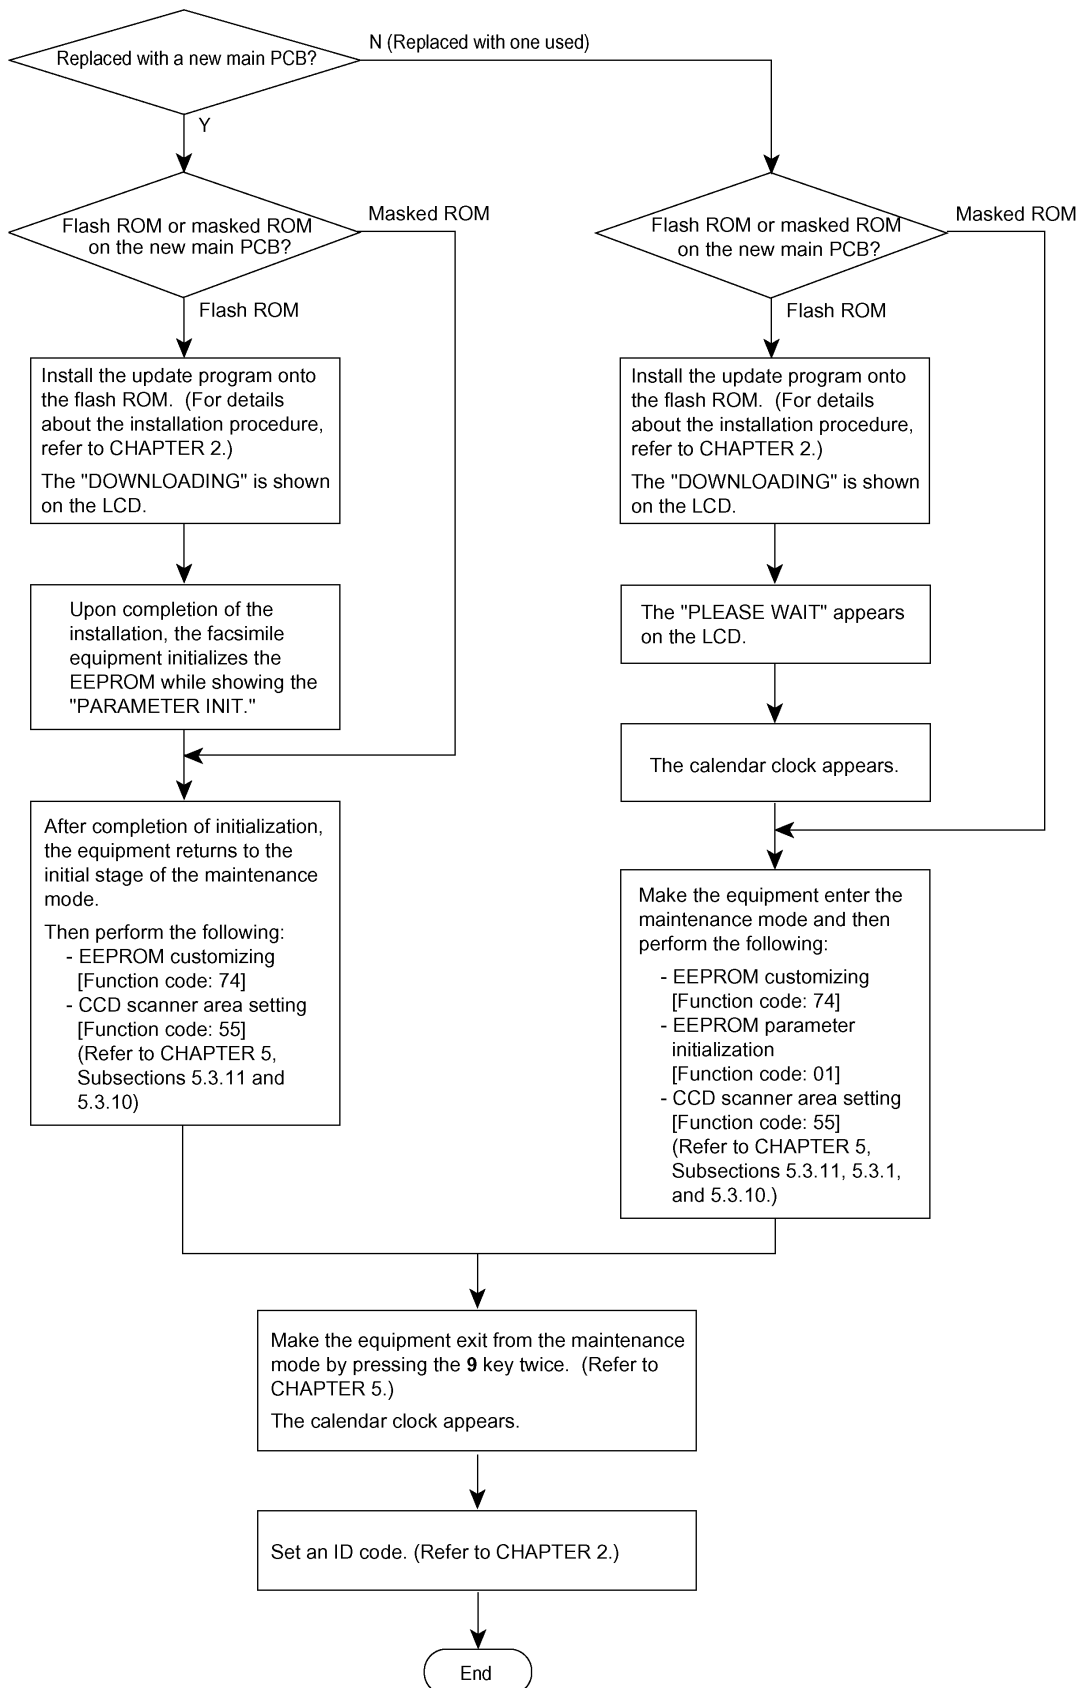 Replaced with a new main PCB?
N (Replaced with one used)
Y
Flash ROM or masked ROM
on the new main PCB?
Masked ROM
Flash ROM
Install the update program onto
the flash ROM.  (For details
about the installation procedure,
refer to CHAPTER 2.)
The "DOWNLOADING" is shown
on the LCD.
Upon completion of the
installation, the facsimile
equipment initializes the
EEPROM while showing the
"PARAMETER INIT."
After completion of initialization,
the equipment returns to the
initial stage of the maintenance
mode.
Then perform the following:
- EEPROM customizing
[Function code: 74]
- CCD scanner area setting
[Function code: 55]
(Refer to CHAPTER 5,
Subsections 5.3.11 and
5.3.10)
Flash ROM or masked ROM
on the new main PCB?
Masked ROM
Flash ROM
Install the update program onto
the flash ROM.  (For details
about the installation procedure,
refer to CHAPTER 2.)
The "DOWNLOADING" is shown
on the LCD.
The "PLEASE WAIT" appears
on the LCD.
The calendar clock appears.
Make the equipment enter the
maintenance mode and then
perform the following:
- EEPROM customizing
[Function code: 74]
- EEPROM parameter
initialization
[Function code: 01]
- CCD scanner area setting
[Function code: 55]
(Refer to CHAPTER 5,
Subsections 5.3.11, 5.3.1,
and 5.3.10.)
Make the equipment exit from the maintenance
mode by pressing the 9 key twice.  (Refer to
CHAPTER 5.)
The calendar clock appears.
Set an ID code. (Refer to CHAPTER 2.)
End